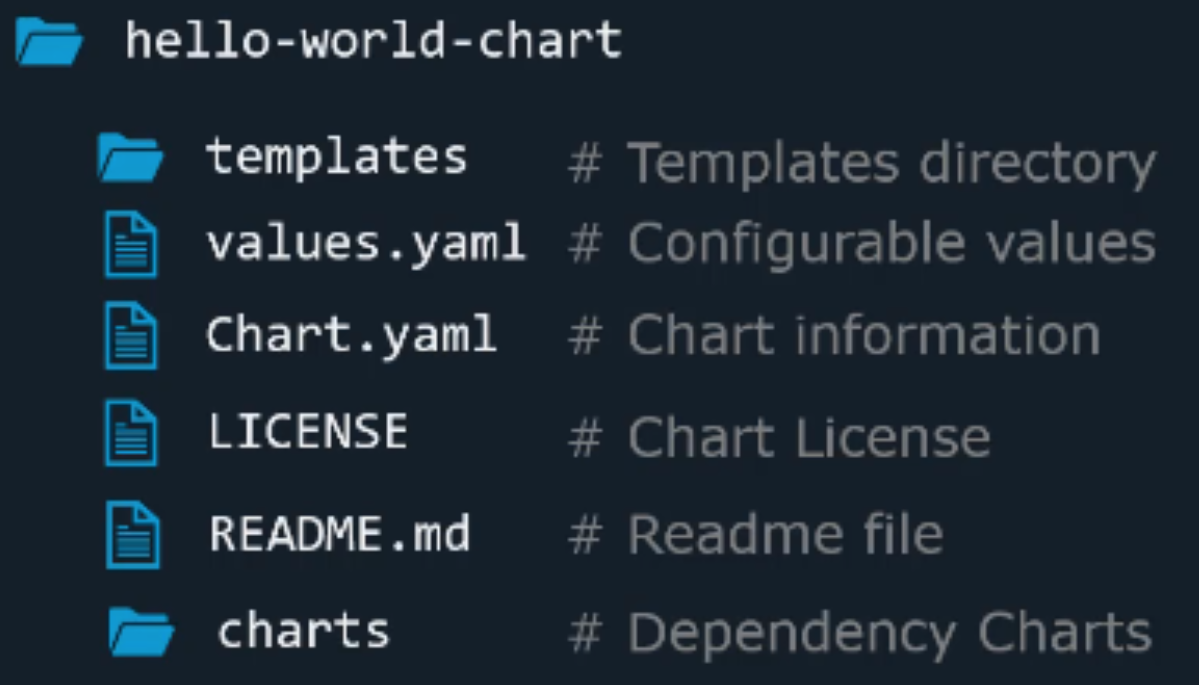 hello-world-chart
templates # Templates directory
values.yaml # Configurable values
Chart.yaml # Chart information
LICENSE # Chart License
README.md # Readme file
charts # Dependency Charts